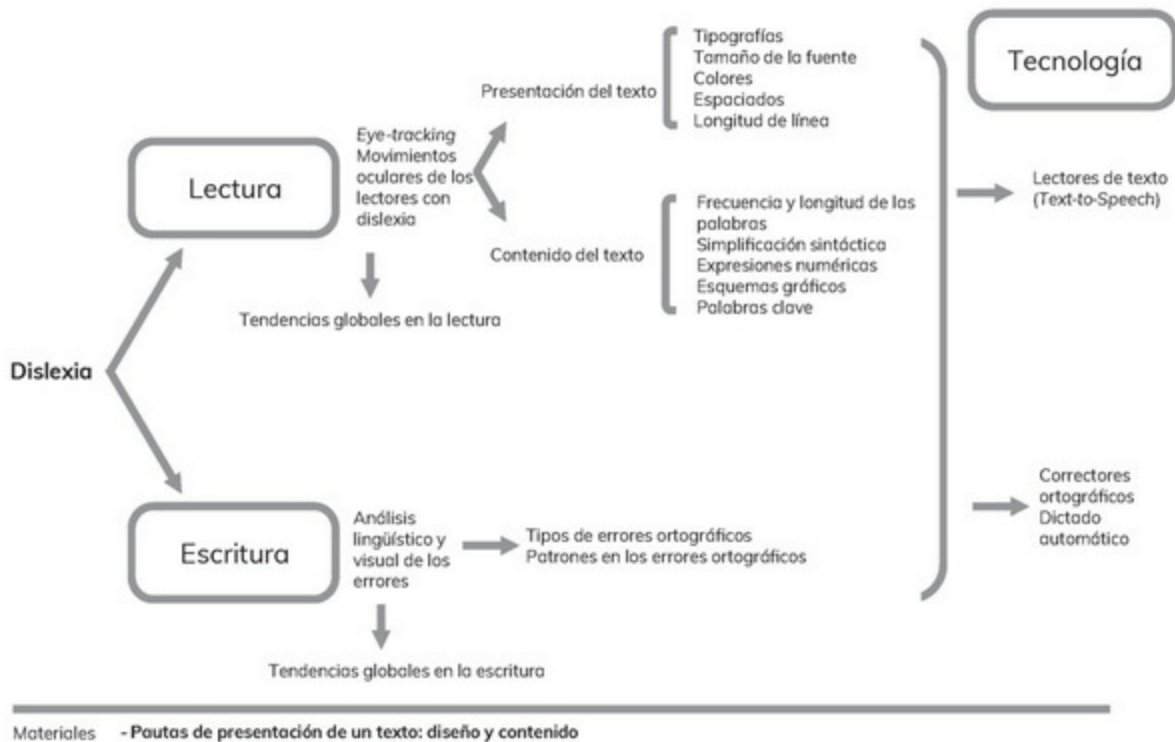 Dislexia
Lectura
Eye-tracking
Movimientos
oculares de los
lectores con
dislexia
Tendencias globales en la lectura
Presentación del texto
Tipografías
Tamaño de la fuente
Colores
Espaciados
Longitud de línea
Contenido del texto
Frecuencia y longitud de las
palabras
Simplificación sintáctica
Expresiones numéricas
Esquemas gráficos
Palabras clave
Escritura
Análisis
lingüístico y
visual de los
errores
Tendencias globales en la escritura
Tipos de errores ortográficos
Patrones en los errores ortográficos
Tecnología
Lectores de texto
(Text-to-Speech)
Correctores
ortográficos
Dictado
automático
Materiales - Pautas de presentación de un texto: diseño y contenido